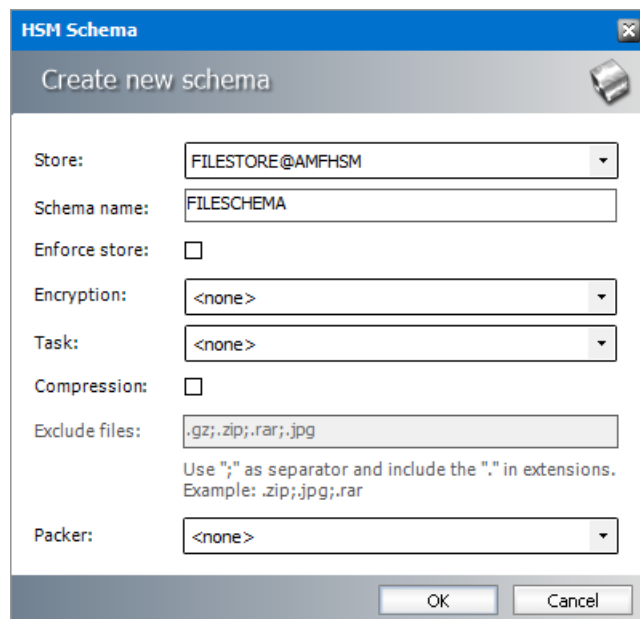 HSM Schema
Create new schema
Store: FILESTORE@AMFHSM
Schema name: FILESCHEMA
Enforce store:
Encryption: <none>
Task: <none>
Compression:
Exclude files: .gz;.zip;.rar;.jpg
Use ";" as separator and include the "." in extensions.
Example: .zip;.jpg;.rar
Packer: <none>
OK Cancel